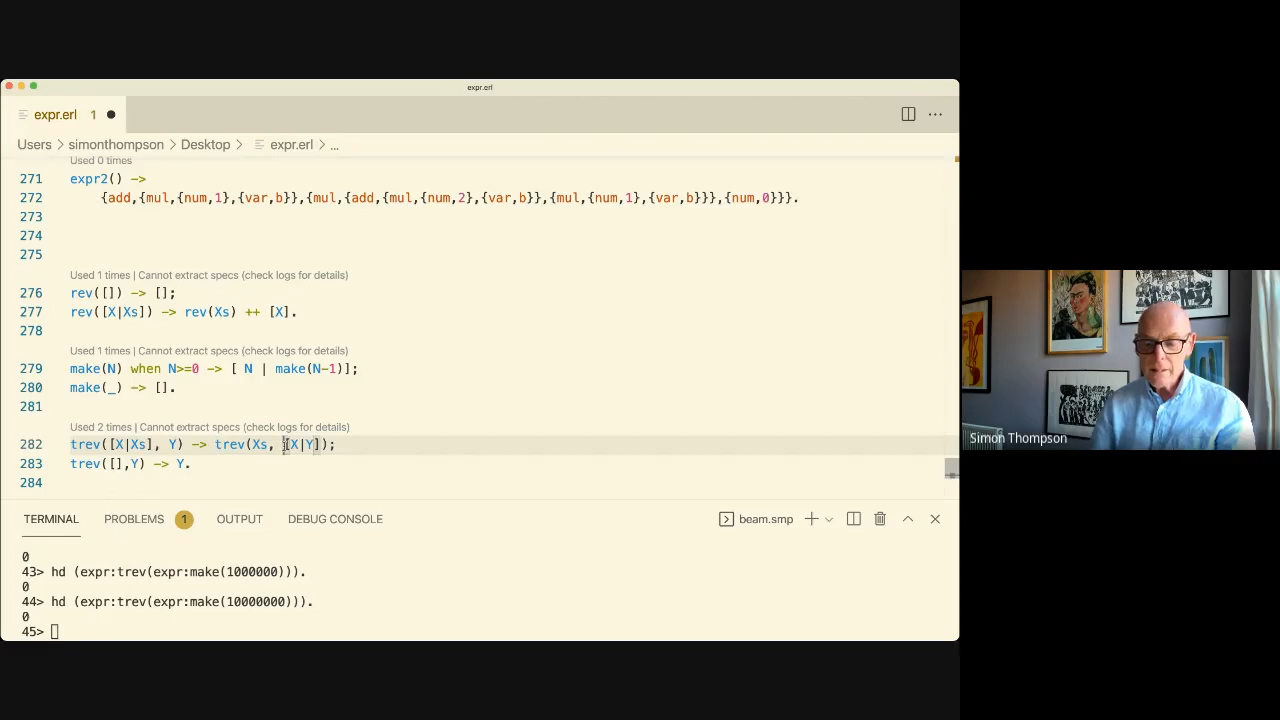 expr.erl
expr.erl 1
Users > simonthompson > Desktop > expr.erl > ...
Used 0 times
271 expr2() ->
272 {add,{mul,{num,1},{var,b}},{mul,{add,{mul,{num,2},{var,b}},{mul,{num,1},{var,b}}},{num,0}}}.
273
274
275
Used 1 times | Cannot extract specs (check logs for details)
276 rev([]) -> [];
277 rev([X|Xs]) -> rev(Xs) ++ [X].
278
Used 1 times | Cannot extract specs (check logs for details)
279 make(N) when N>=0 -> [ N | make(N-1)];
280 make(_) -> [].
281
Used 2 times | Cannot extract specs (check logs for details)
282 trev([X|Xs], Y) -> trev(Xs, [X|Y]);
283 trev([],Y) -> Y.
284
TERMINAL PROBLEMS 1 OUTPUT DEBUG CONSOLE beam.smp
0
43> hd (expr:trev(expr:make(1000000))).
0
44> hd (expr:trev(expr:make(10000000))).
0
45>
Simon Thompson